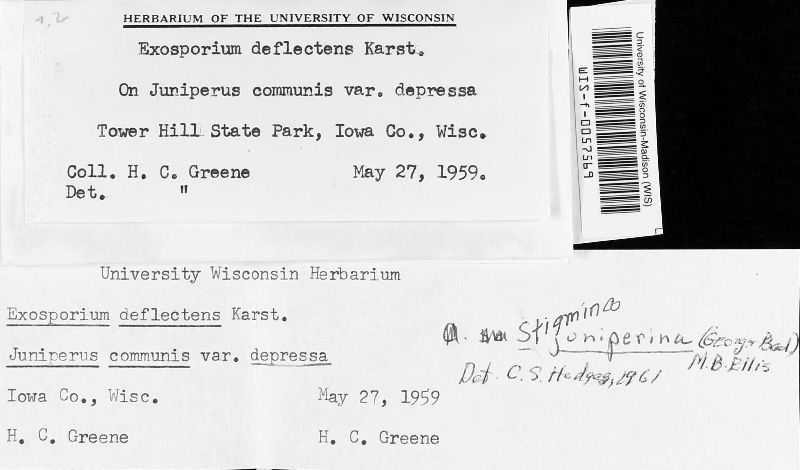 1,2
HERBARIUM OF THE UNIVERSITY OF WISCONSIN
Exosporium deflectens Karst.
On Juniperus communis var. depressa
Tower Hill State Park, Iowa Co., Wisc.
Coll. H. C. Greene May 27, 1959.
Det. "
University of Wisconsin-Madison (WIS)
WIS-f-0057569
University Wisconsin Herbarium
Exosporium deflectens Karst.
Juniperus communis var. depressa
Iowa Co., Wisc. May 27, 1959
H. C. Greene H. C. Greene
Stigmina
juniperina (Georg & Bad)
M.B. Ellis
Det. C. S. Hodges, 1961